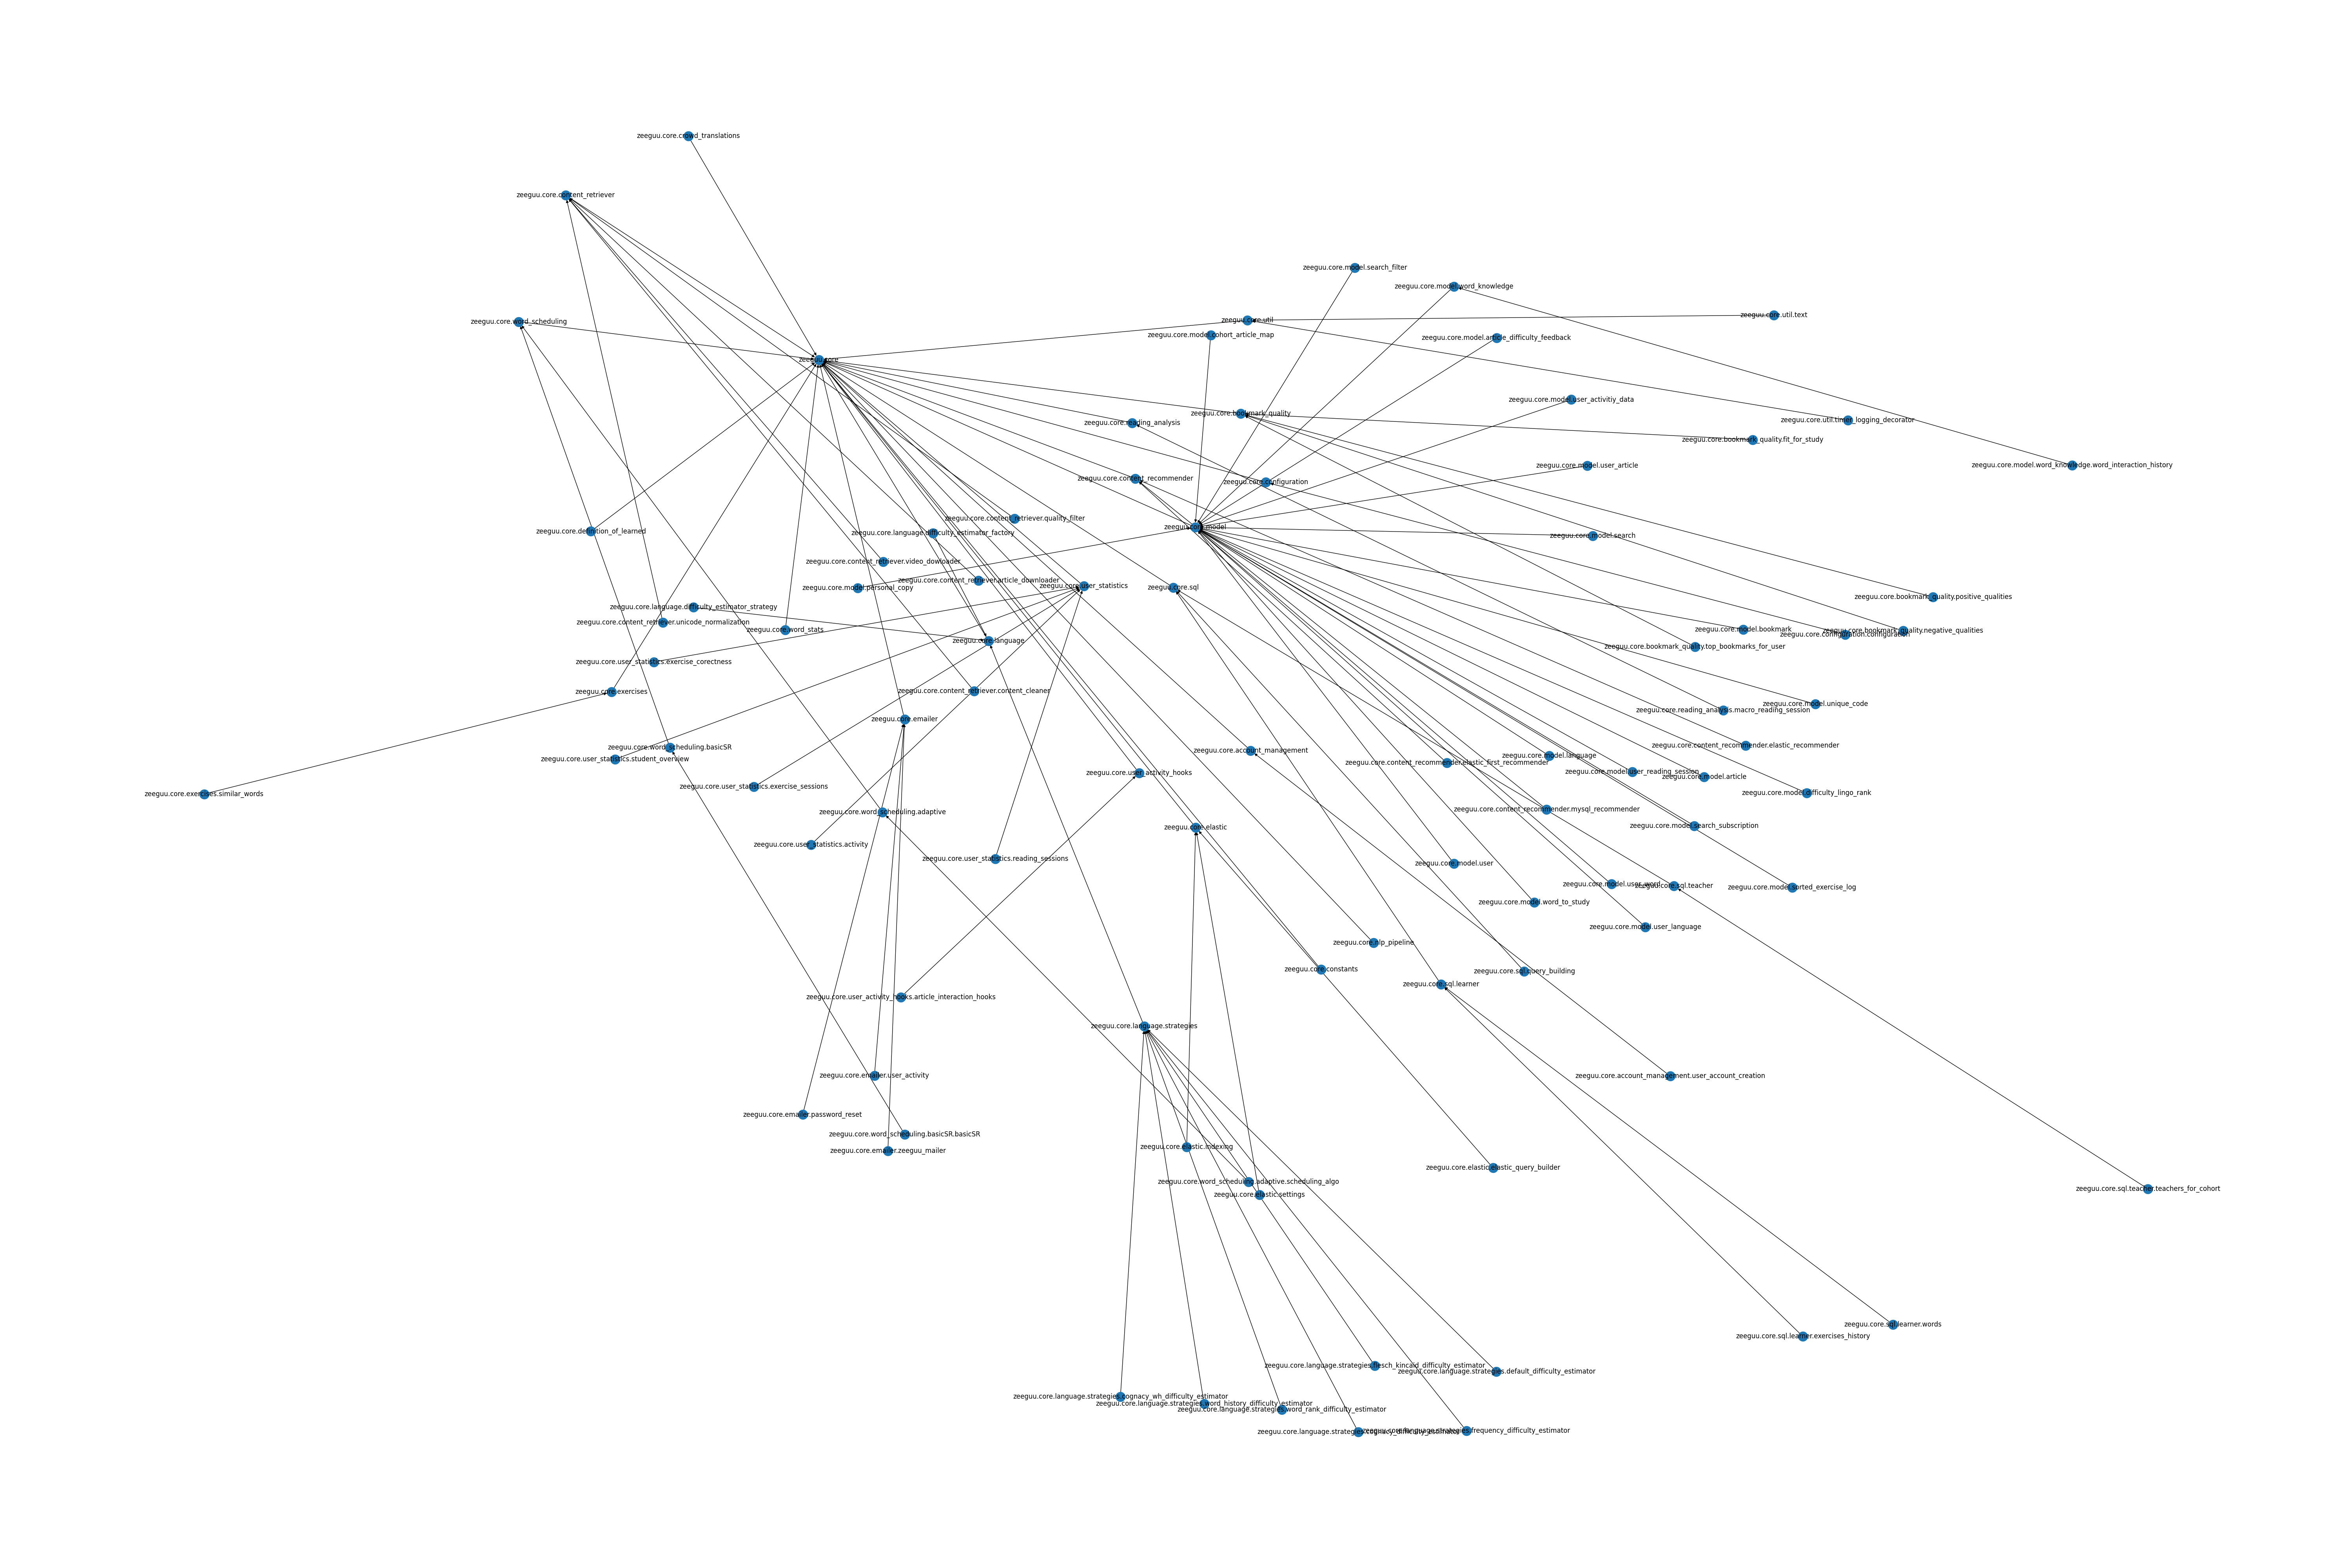 zeeguu.core.crowd_translations
zeeguu.core.content_retriever
zeeguu.core.model.search_filter
zeeguu.core.model.word_knowledge
zeeguu.core.util.text
zeeguu.core.util
zeeguu.core.word_scheduling
zeeguu.core.model.cohort_article_map
zeeguu.core.model.article_difficulty_feedback
zeeguu.core
zeeguu.core.model.user_activitiy_data
zeeguu.core.bookmark_quality
zeeguu.core.util.timer_logging_decorator
zeeguu.core.reading_analysis
zeeguu.core.bookmark_quality.fit_for_study
zeeguu.core.model.user_article
zeeguu.core.model.word_knowledge.word_interaction_history
zeeguu.core.content_recommender
zeeguu.core.configuration
zeeguu.core.content_retriever.quality_filter
zeeguu.core.model
zeeguu.core.definition_of_learned
zeeguu.core.language.difficulty_estimator_factory
zeeguu.core.model.search
zeeguu.core.content_retriever.video_dowloader
zeeguu.core.content_retriever.article_downloader
zeeguu.core.user_statistics
zeeguu.core.model.personal_copy
zeeguu.core.sql
zeeguu.core.bookmark_quality.positive_qualities
zeeguu.core.language.difficulty_estimator_strategy
zeeguu.core.content_retriever.unicode_normalization
zeeguu.core.word_stats
zeeguu.core.model.bookmark
zeeguu.core.bookmark_quality.negative_qualities
zeeguu.core.configuration.configuration
zeeguu.core.language
zeeguu.core.bookmark_quality.top_bookmarks_for_user
zeeguu.core.user_statistics.exercise_corectness
zeeguu.core.exercises
zeeguu.core.content_retriever.content_cleaner
zeeguu.core.model.unique_code
zeeguu.core.reading_analysis.macro_reading_session
zeeguu.core.emailer
zeeguu.core.word_scheduling.basicSR
zeeguu.core.content_recommender.elastic_recommender
zeeguu.core.account_management
zeeguu.core.model.language
zeeguu.core.user_statistics.student_overview
zeeguu.core.content_recommender.elastic_first_recommender
zeeguu.core.user_activity_hooks
zeeguu.core.model.user_reading_session
zeeguu.core.model.article
zeeguu.core.user_statistics.exercise_sessions
zeeguu.core.exercises.similar_words
zeeguu.core.model.difficulty_lingo_rank
zeeguu.core.word_scheduling.adaptive
zeeguu.core.content_recommender.mysql_recommender
zeeguu.core.elastic
zeeguu.core.model.search_subscription
zeeguu.core.user_statistics.activity
zeeguu.core.user_statistics.reading_sessions
zeeguu.core.model.user
zeeguu.core.model.user_word
zeeguu.core.sql.teacher
zeeguu.core.model.sorted_exercise_log
zeeguu.core.model.word_to_study
zeeguu.core.model.user_language
zeeguu.core.nlp_pipeline
zeeguu.core.constants
zeeguu.core.sql.query_building
zeeguu.core.sql.learner
zeeguu.core.user_activity_hooks.article_interaction_hooks
zeeguu.core.language.strategies
zeeguu.core.emailer.user_activity
zeeguu.core.account_management.user_account_creation
zeeguu.core.emailer.password_reset
zeeguu.core.word_scheduling.basicSR.basicSR
zeeguu.core.elastic.indexing
zeeguu.core.emailer.zeeguu_mailer
zeeguu.core.elastic.elastic_query_builder
zeeguu.core.word_scheduling.adaptive.scheduling_algo
zeeguu.core.sql.teacher.teachers_for_cohort
zeeguu.core.elastic.settings
zeeguu.core.sql.learner.words
zeeguu.core.sql.learner.exercises_history
zeeguu.core.language.strategies.flesch_kincaid_difficulty_estimator
zeeguu.core.language.strategies.default_difficulty_estimator
zeeguu.core.language.strategies.cognacy_wh_difficulty_estimator
zeeguu.core.language.strategies.word_history_difficulty_estimator
zeeguu.core.language.strategies.word_rank_difficulty_estimator
zeeguu.core.language.strategies.cognacy_difficulty_estimator
zeeguu.core.language.strategies.frequency_difficulty_estimator